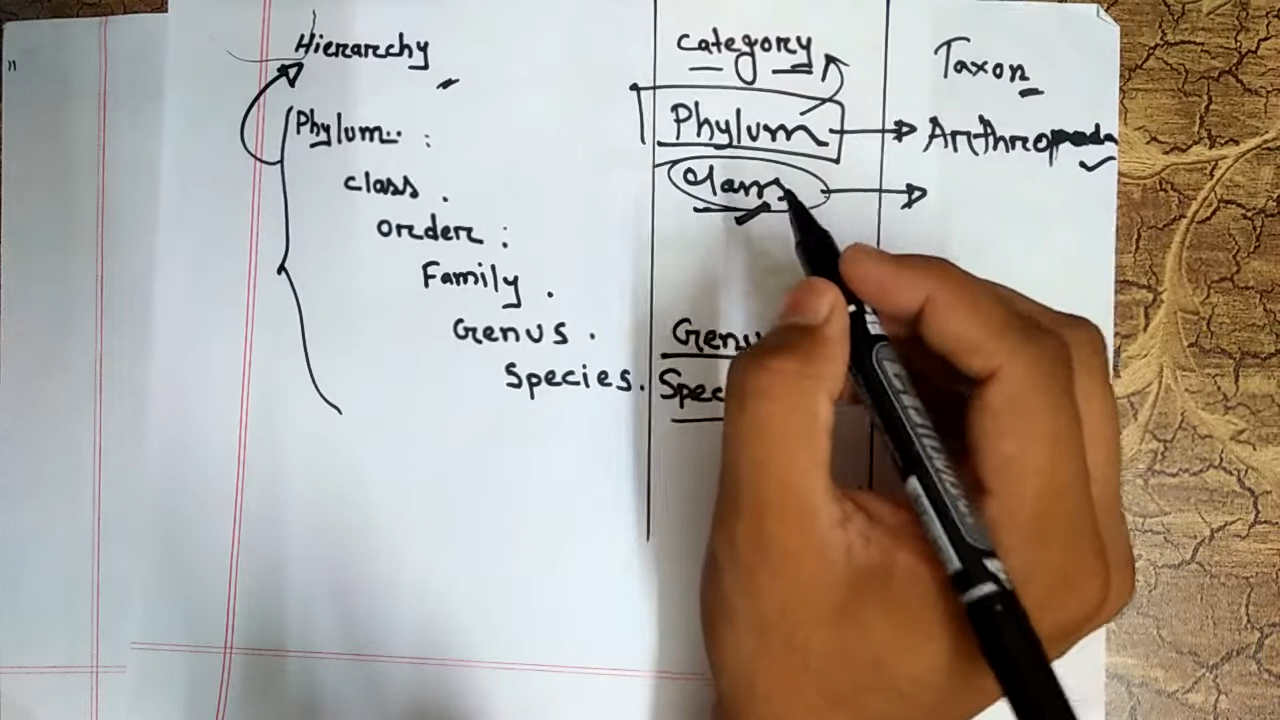 "
Hierarchy
Phylum :
class .
order :
Family .
Genus .
Species .
category
Phylum
class
Genu
Spec
Taxon
Arthropoda